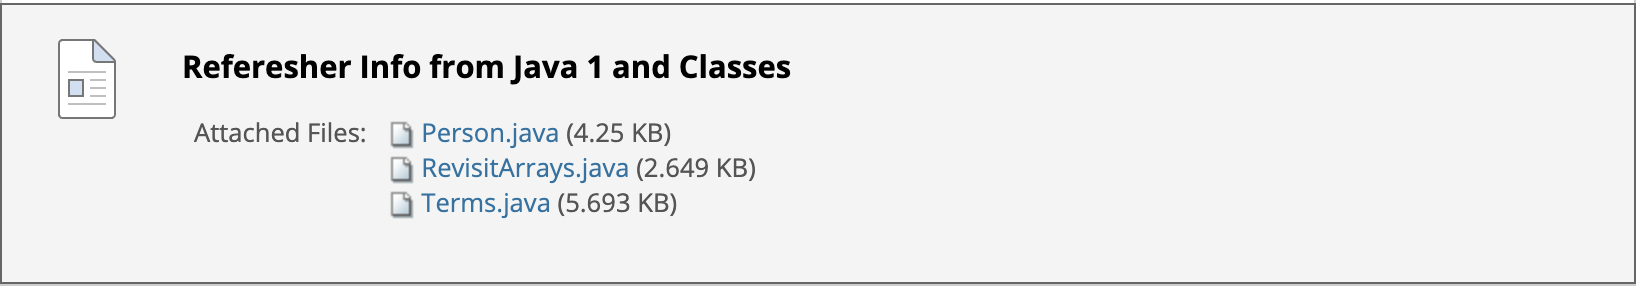 Referesher Info from Java 1 and Classes
Attached Files: Person.java (4.25 KB)
RevisitArrays.java (2.649 KB)
Terms.java (5.693 KB)